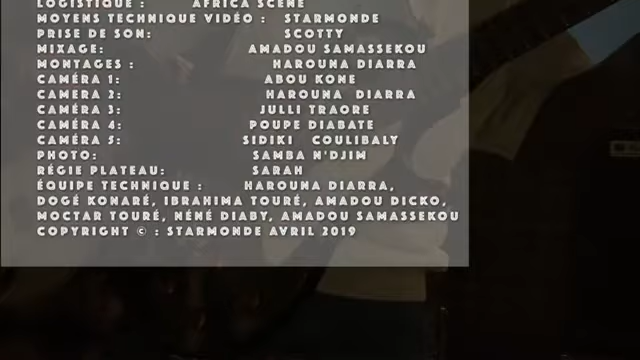 LOGISTIQUE : AFRICA SCENE
MOYENS TECHNIQUE VIDÉO : STARMONDE
PRISE DE SON: SCOTTY
MIXAGE: AMADOU SAMASSEKOU
MONTAGES : HAROUNA DIARRA
CAMÉRA 1: ABOU KONE
CAMERA 2: HAROUNA DIARRA
CAMÉRA 3: JULLI TRAORE
CAMÉRA 4: POUPE DIABATE
CAMÉRA 5: SIDIKI COULIBALY
PHOTO: SAMBA N'DJIM
RÉGIE PLATEAU: SARAH
ÉQUIPE TECHNIQUE : HAROUNA DIARRA,
DOGÉ KONARÉ, IBRAHIMA TOURÉ, AMADOU DICKO,
MOCTAR TOURÉ, NÉNÉ DIABY, AMADOU SAMASSEKOU
COPYRIGHT © : STARMONDE AVRIL 2019